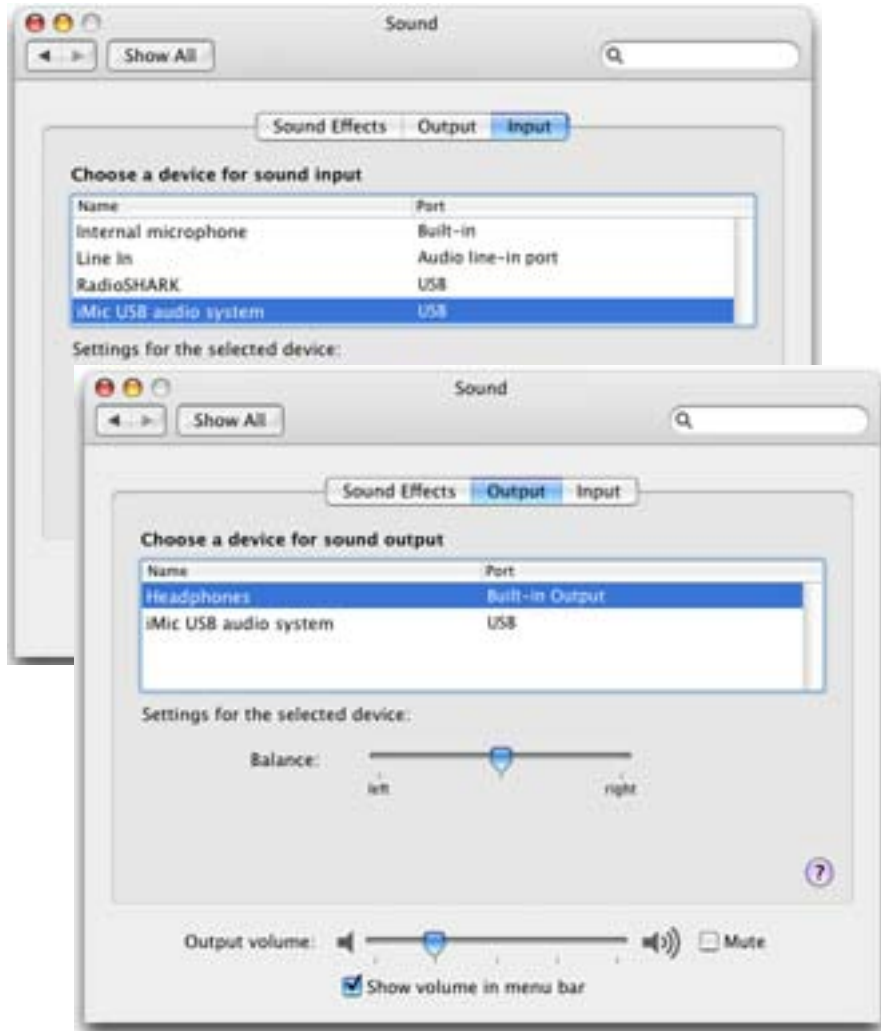 Sound
Show All
Sound Effects Output Input
Choose a device for sound input
Name Port
Internal microphone Built-in
Line In Audio line-in port
RadioSHARK USB
iMic USB audio system USB
Settings for the selected device:
Sound
Show All
Sound Effects Output Input
Choose a device for sound output
Name Port
Headphones Built-in Output
iMic USB audio system USB
Settings for the selected device:
Balance:
left right
?
Output volume: Mute
Show volume in menu bar